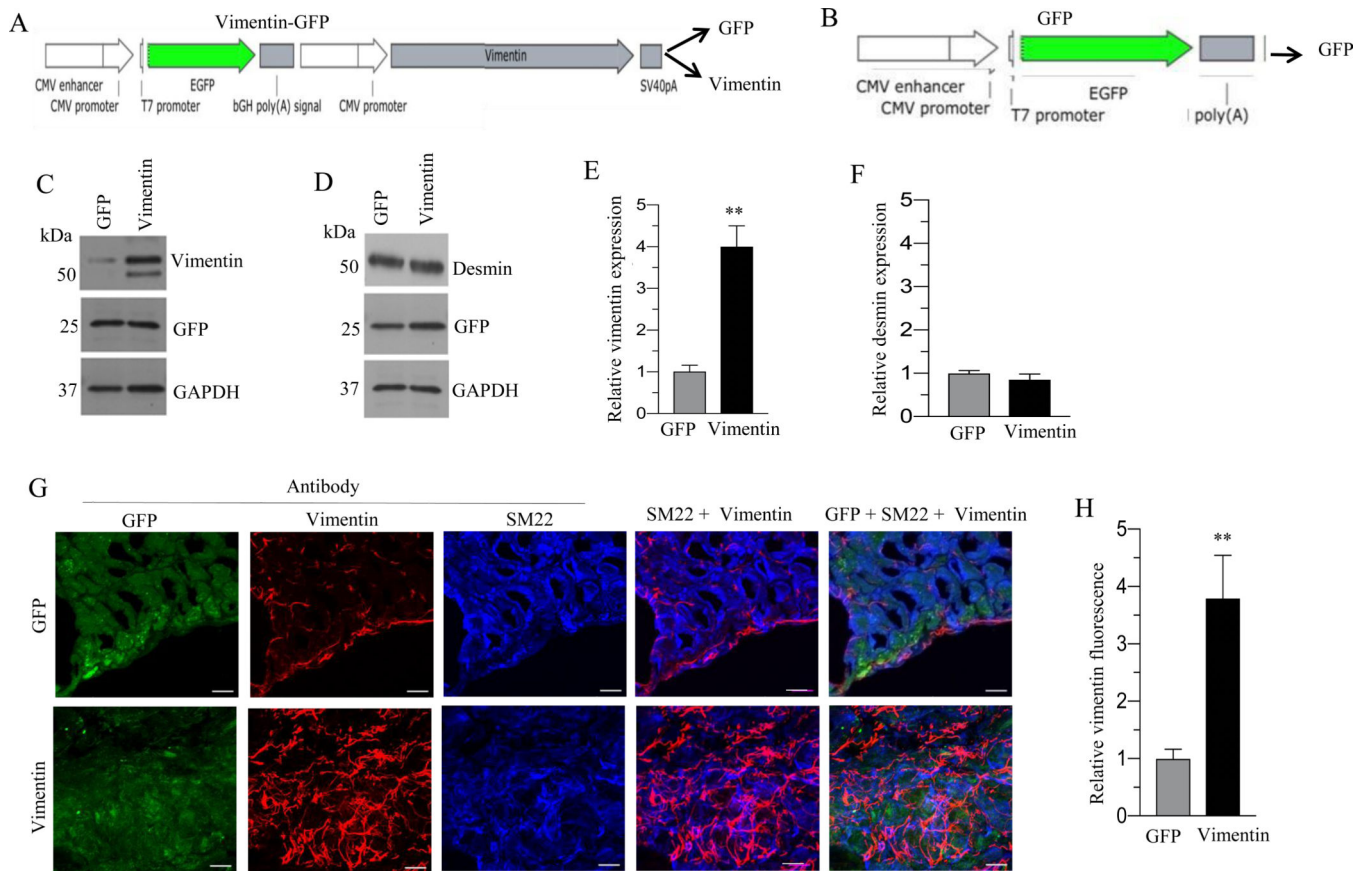 A
Vimentin-GFP
GFP
Vimentin
Vimentin
CMV enhancer
EGFP
SV40pA
CMV promoter
T7 promoter
bGH poly(A) signal
CMV promoter
B
GFP
GFP
CMV enhancer
EGFP
CMV promoter
T7 promoter
poly(A)
C
GFP
Vimentin
kDa
Vimentin
50
25
GFP
37
GAPDH
D
GFP
Vimentin
kDa
50
Desmin
25
GFP
37
GAPDH
E
Relative vimentin expression
5
4
3
2
1
0
**
GFP Vimentin
F
Relative desmin expression
5
4
3
2
1
0
GFP Vimentin
G
Antibody
GFP Vimentin SM22 SM22 + Vimentin GFP + SM22 + Vimentin
GFP
Vimentin
H
Relative vimentin fluorescence
5
4
3
2
1
0
**
GFP Vimentin